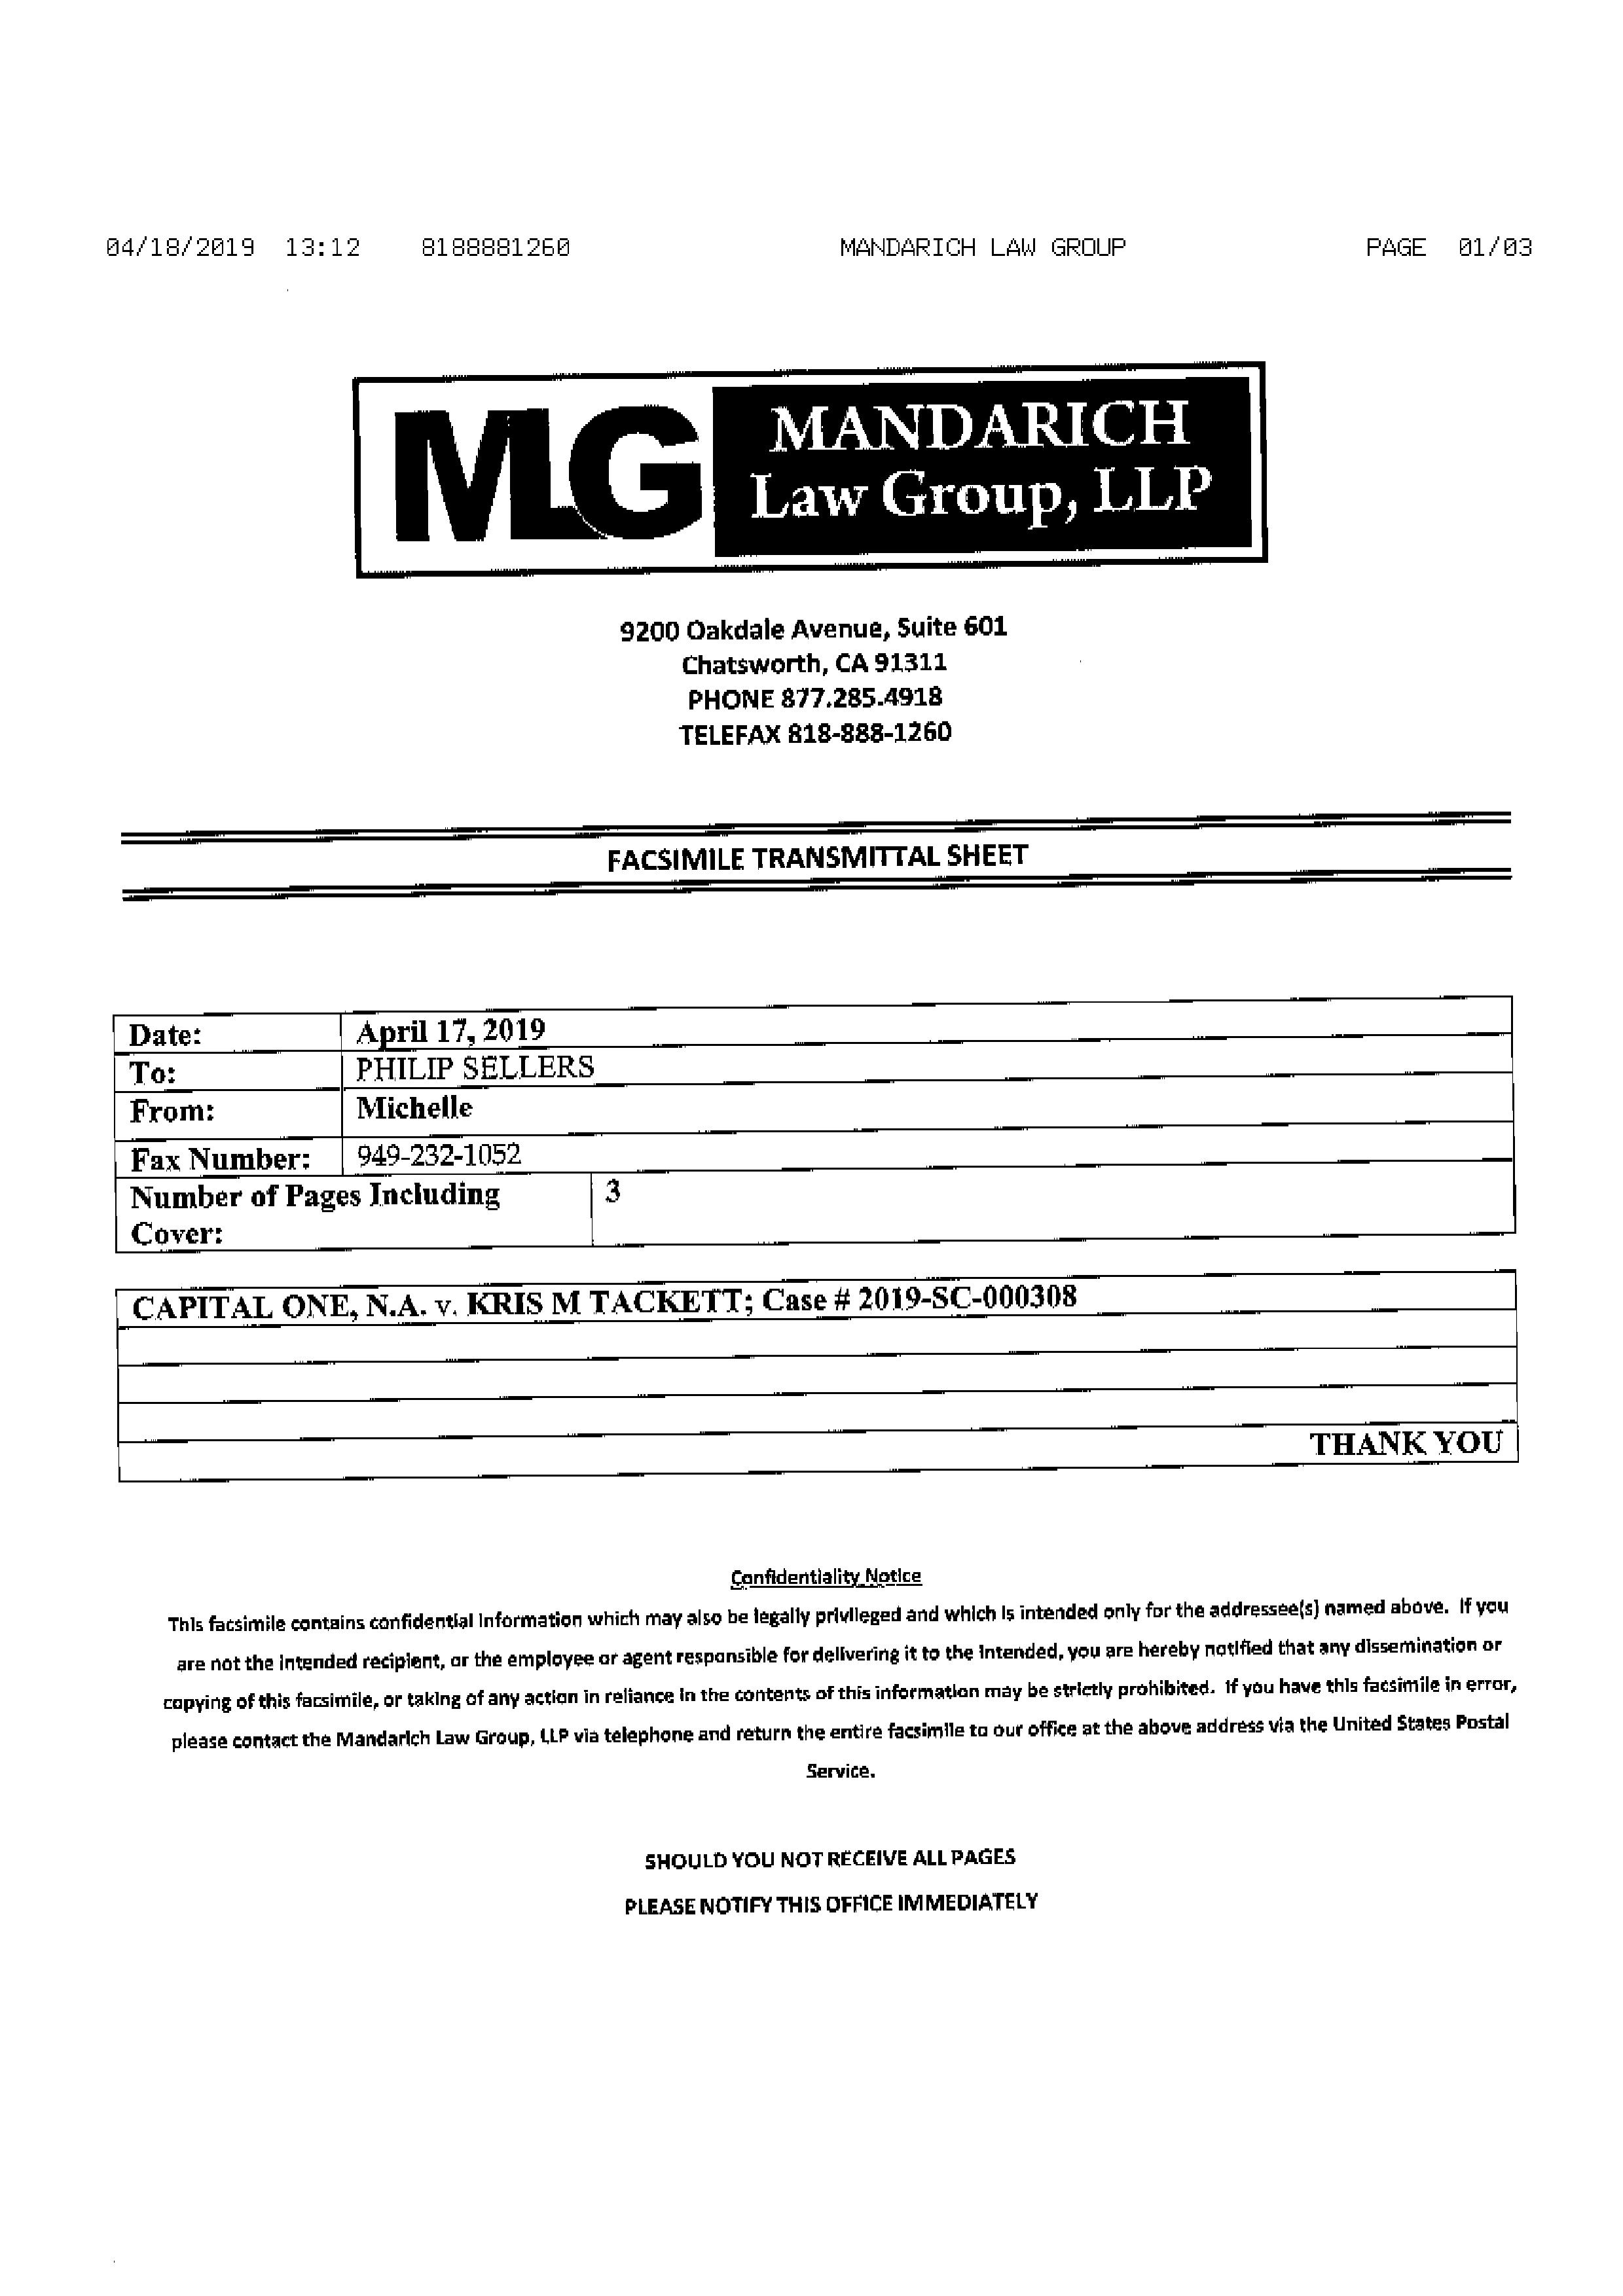 04/18/2019 13:12 8188881260 MANDARICH LAW GROUP PAGE 01/03
MLG MANDARICH
Law Group, LLP
9200 Oakdale Avenue, Suite 601
Chatsworth, CA 91311
PHONE 877.285.4918
TELEFAX 818-888-1260
FACSIMILE TRANSMITTAL SHEET
Date: April 17, 2019
To: PHILIP SELLERS
From: Michelle
Fax Number: 949-232-1052
Number of Pages Including 3
Cover:
CAPITAL ONE, N.A. v. KRIS M TACKETT; Case # 2019-SC-000308
THANK YOU
Confidentiality Notice
This facsimile contains confidential information which may also be legally privileged and which is intended only for the addressee(s) named above. If you
are not the intended recipient, or the employee or agent responsible for delivering it to the intended, you are hereby notified that any dissemination or
copying of this facsimile, or taking of any action in reliance in the contents of this information may be strictly prohibited. If you have this facsimile in error,
please contact the Mandarich Law Group, LLP via telephone and return the entire facsimile to our office at the above address via the United States Postal
Service.
SHOULD YOU NOT RECEIVE ALL PAGES
PLEASE NOTIFY THIS OFFICE IMMEDIATELY